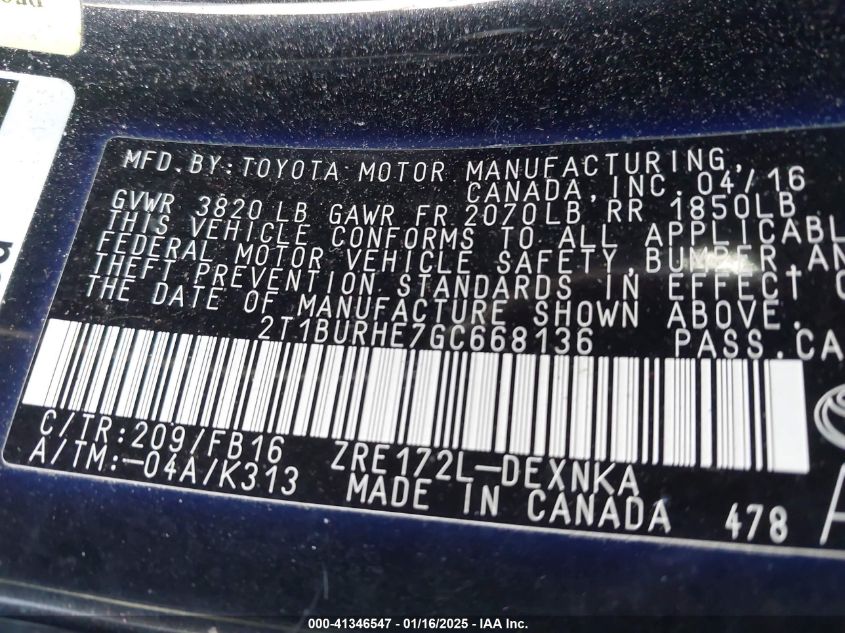 MFD.BY:TOYOTA MOTOR MANUFACTURING,
CANADA, INC. 04/16
GVWR 3820 LB GAWR FR 2070LB RR 1850LB
THIS VEHICLE CONFORMS TO ALL
FEDERAL MOTOR VEHICLE SAFETY, BUMPER
THEFT PREVENTION STANDARDS IN EFFECT
THE DATE OF MANUFACTURE SHOWN ABOVE.
2T1BURHE7GC668136 PASS.
C/TR:209/FB16 ZRE172L-DEXNKA
A/TM:-04A/K313 MADE IN CANADA 478
000-41346547 - 01/16/2025 - IAA Inc.